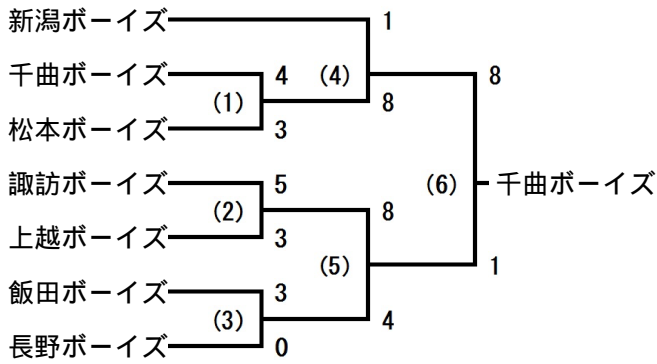 新潟ボーイズ 1
千曲ボーイズ 4 (4) 8
(1) 8
松本ボーイズ 3
諏訪ボーイズ 5 (6) 千曲ボーイズ
(2) 8
上越ボーイズ 3
(5) 1
飯田ボーイズ 3
(3) 4
長野ボーイズ 0